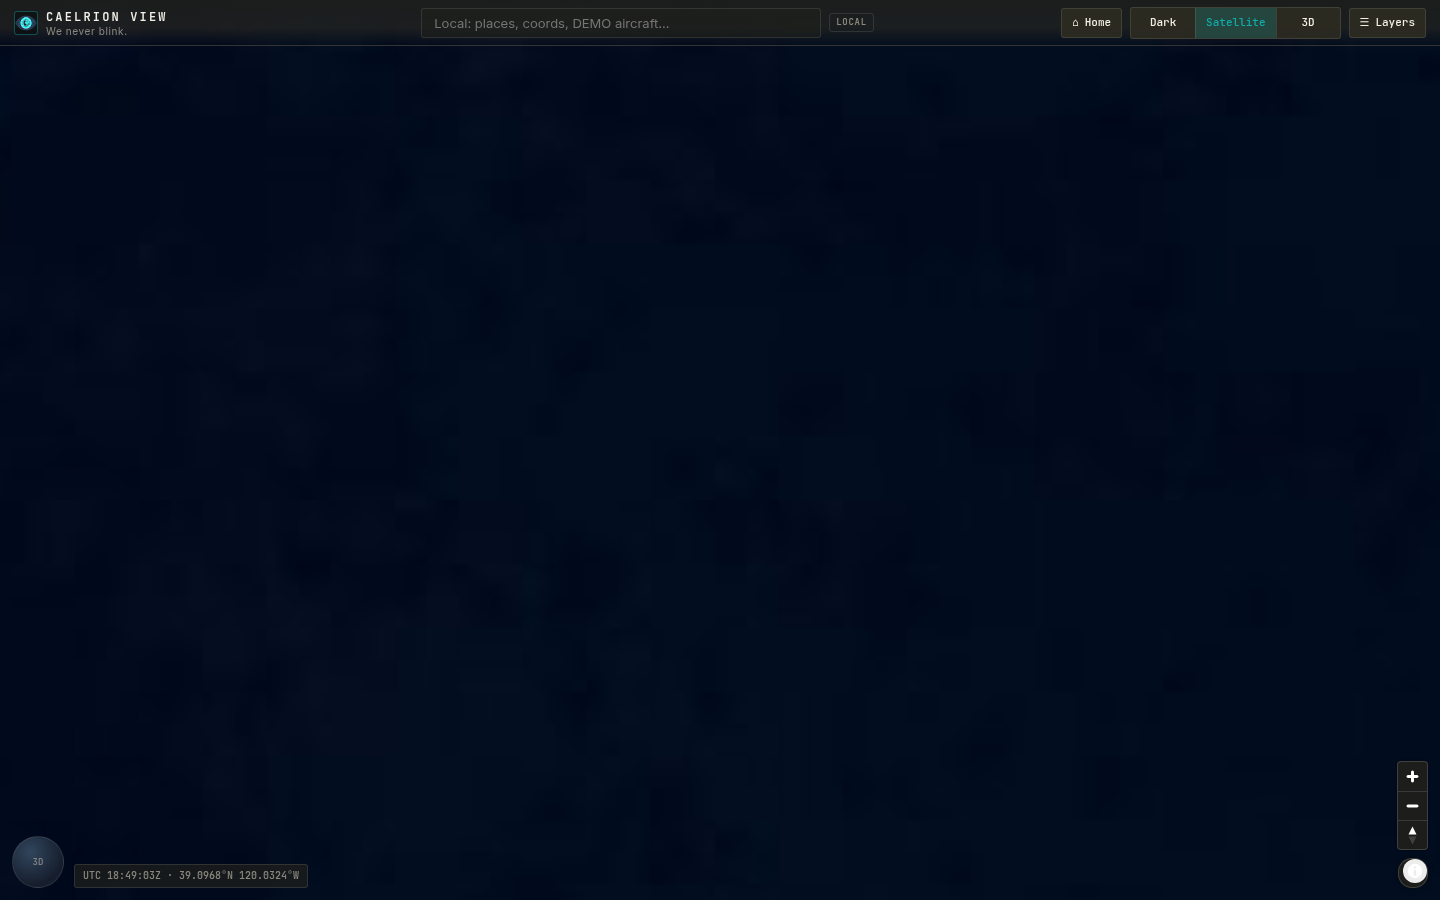 CAELRION VIEW
We never blink.
Local: places, coords, DEMO aircraft...
LOCAL
⌂ Home
Dark
Satellite
3D
☰ Layers
3D
UTC 18:49:03Z · 39.0968°N 120.0324°W